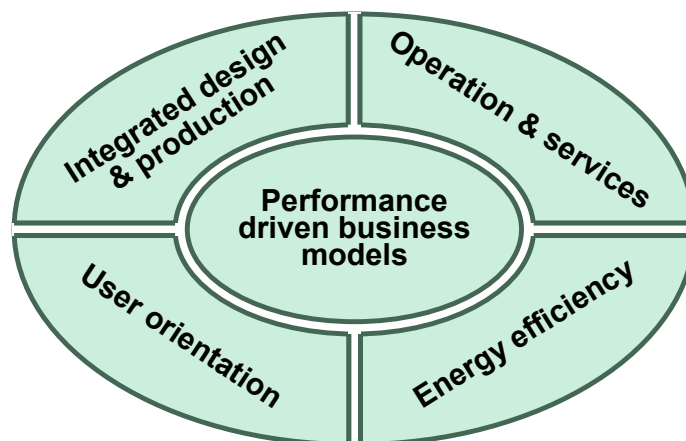 Integrated design
& production
Operation & services
Performance
driven business
models
User orientation
Energy efficiency